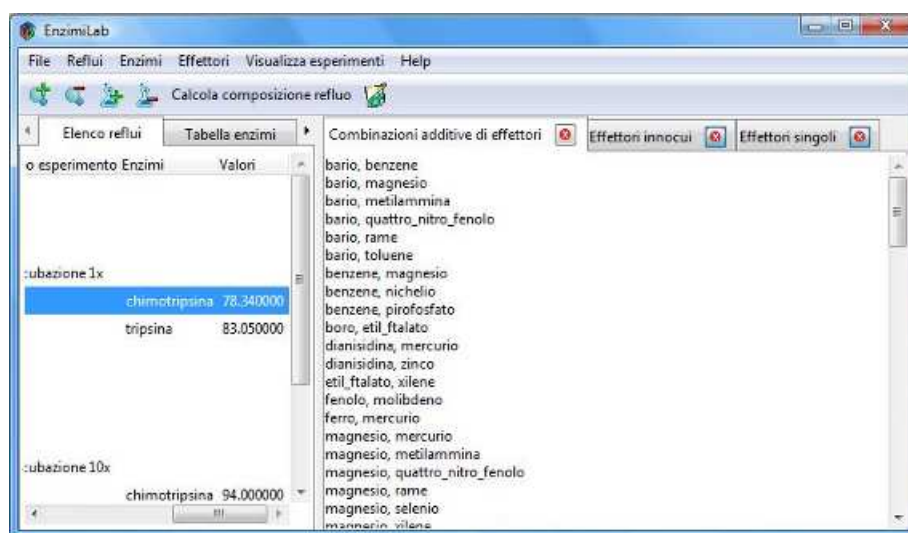 EnzimiLab
File Reflui Enzimi Effettori Visualizza esperimenti Help
Calcola composizione refluo
Elenco reflui Tabella enzimi
o esperimento Enzimi Valori
cubazione 1x
chimotripsina 78.340000
tripsina 83.050000
cubazione 10x
chimotripsina 94.000000
Combinazioni additive di effettori Effettori innocui Effettori singoli
bario, benzene
bario, magnesio
bario, metilammina
bario, quattro_nitro_fenolo
bario, rame
bario, toluene
benzene, magnesio
benzene, nichelio
benzene, pirofosfato
boro, etil_ftalato
dianisidina, mercurio
dianisidina, zinco
etil_ftalato, xilene
fenolo, molibdeno
ferro, mercurio
magnesio, mercurio
magnesio, metilammina
magnesio, quattro_nitro_fenolo
magnesio, rame
magnesio, selenio
magnesio, xilene